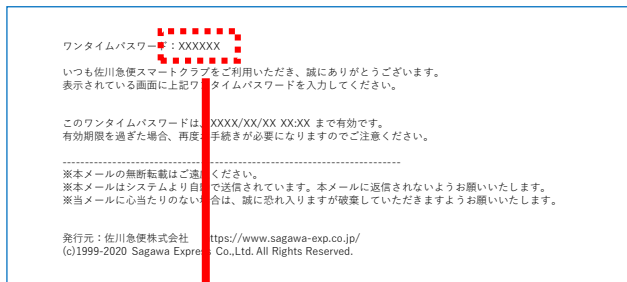 ワンタイムパスワード：XXXXXX
いつも佐川急便スマートクラブをご利用いただき、誠にありがとうございます。
表示されている画面に上記ワンタイムパスワードを入力してください。
このワンタイムパスワードは、XXXX/XX/XX XX:XX まで有効です。
有効期限を過ぎた場合、再度お手続きが必要になりますのでご注意ください。
---------------------------------------------------------------------------
※本メールの無断転載はご遠慮ください。
※本メールはシステムより自動で送信されています。本メールに返信されないようお願いいたします。
※当メールに心当たりのない場合は、誠に恐れ入りますが破棄していただきますようお願いいたします。
発行元：佐川急便株式会社　https://www.sagawa-exp.co.jp/
(c)1999-2020 Sagawa Express Co.,Ltd. All Rights Reserved.